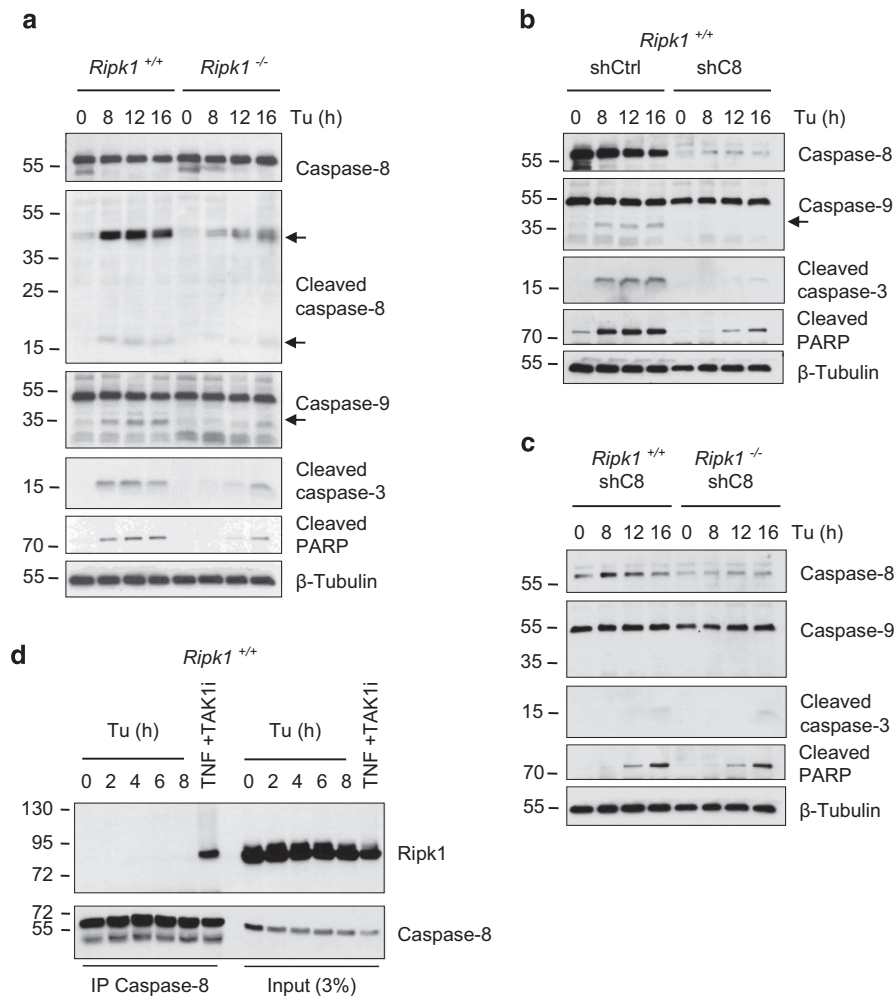 a
Ripk1 +/+ Ripk1 -/-
0 8 12 16 0 8 12 16 Tu (h)
55 Caspase-8
55
35
25
15
Cleaved
caspase-8
55
35
Caspase-9
15
Cleaved
caspase-3
70
Cleaved
PARP
55 β-Tubulin
b
Ripk1 +/+
shCtrl shC8
0 8 12 16 0 8 12 16 Tu (h)
55 Caspase-8
55
35
Caspase-9
15
Cleaved
caspase-3
70
Cleaved
PARP
55 β-Tubulin
c
Ripk1 +/+ Ripk1 -/-
shC8 shC8
0 8 12 16 0 8 12 16 Tu (h)
55 Caspase-8
55
35
Caspase-9
15
Cleaved
caspase-3
70
Cleaved
PARP
55 β-Tubulin
d
Ripk1 +/+
Tu (h) TNF +TAK1i Tu (h) TNF +TAK1i
0 2 4 6 8 0 2 4 6 8
130
95
72
Ripk1
72
55
Caspase-8
IP Caspase-8 Input (3%)